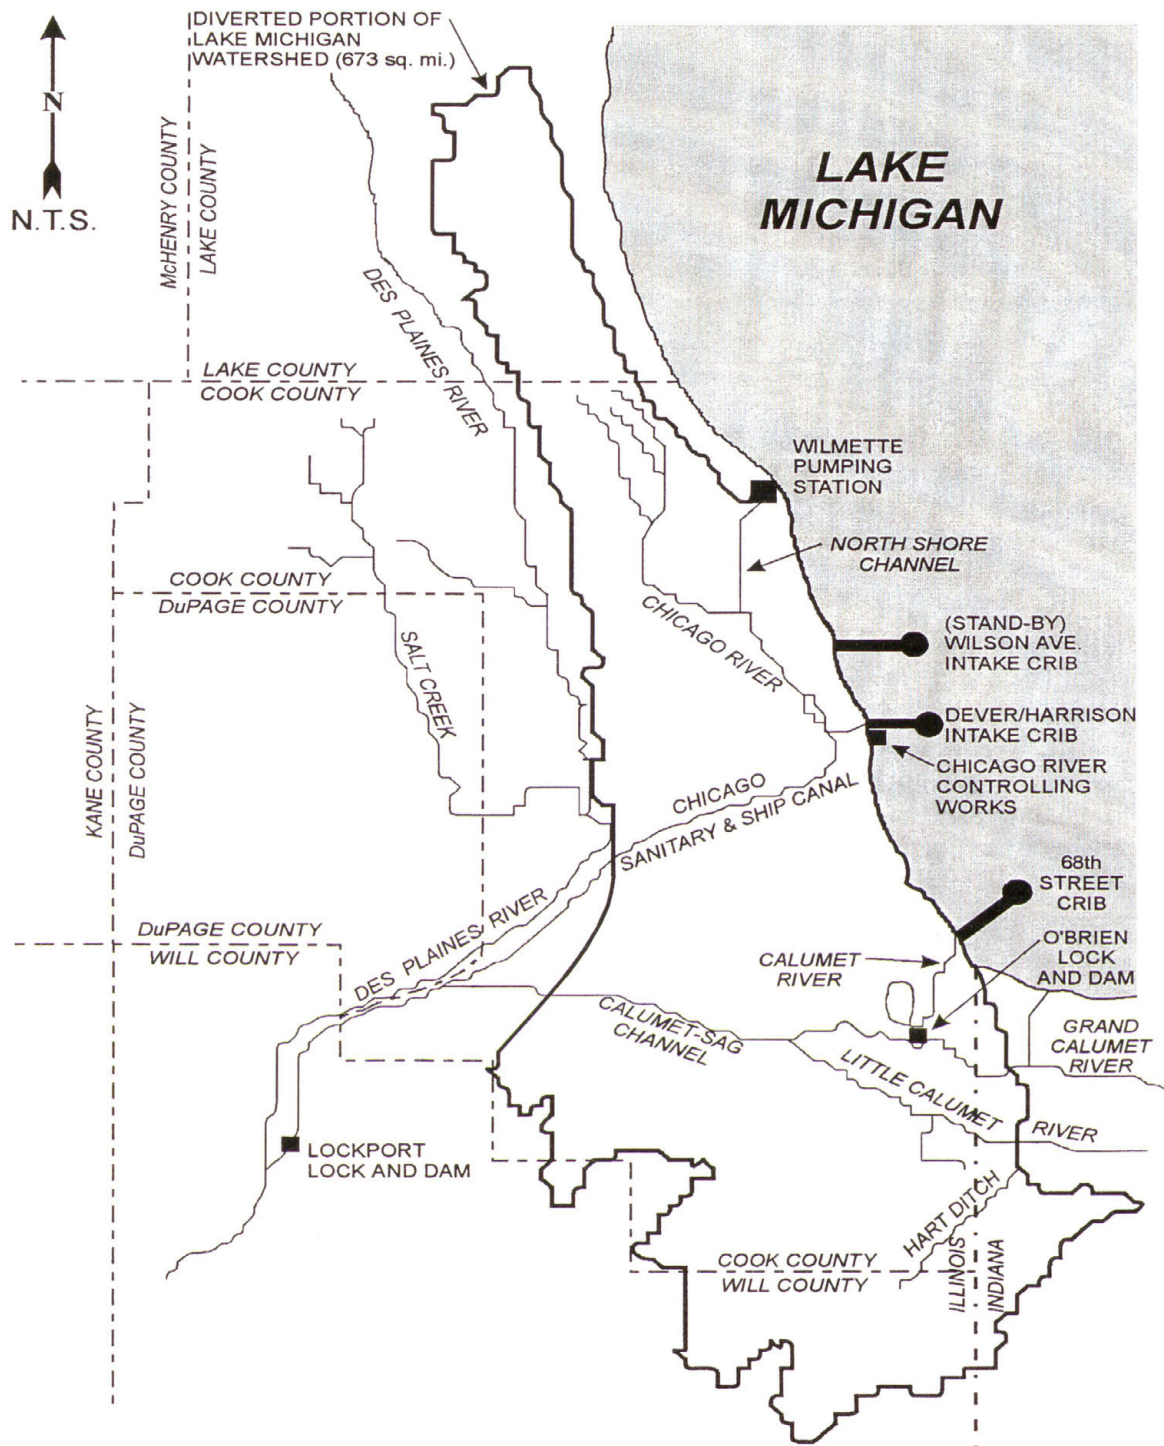 DIVERTED PORTION OF
LAKE MICHIGAN
WATERSHED (673 sq. mi.)
N
N.T.S.
McHENRY COUNTY
LAKE COUNTY
LAKE
MICHIGAN
DES PLAINES RIVER
LAKE COUNTY
COOK COUNTY
WILMETTE
PUMPING
STATION
NORTH SHORE
CHANNEL
COOK COUNTY
DuPAGE COUNTY
CHICAGO RIVER
(STAND-BY)
WILSON AVE.
INTAKE CRIB
SALT CREEK
KANE COUNTY
DuPAGE COUNTY
DEVER/HARRISON
INTAKE CRIB
CHICAGO RIVER
CONTROLLING
WORKS
CHICAGO
SANITARY & SHIP CANAL
68th
STREET
CRIB
DuPAGE COUNTY
WILL COUNTY
DES PLAINES RIVER
CALUMET
RIVER
O'BRIEN
LOCK
AND DAM
CALUMET-SAG
CHANNEL
GRAND
CALUMET
RIVER
LITTLE CALUMET RIVER
LOCKPORT
LOCK AND DAM
HART DITCH
COOK COUNTY
WILL COUNTY
ILLINOIS
INDIANA